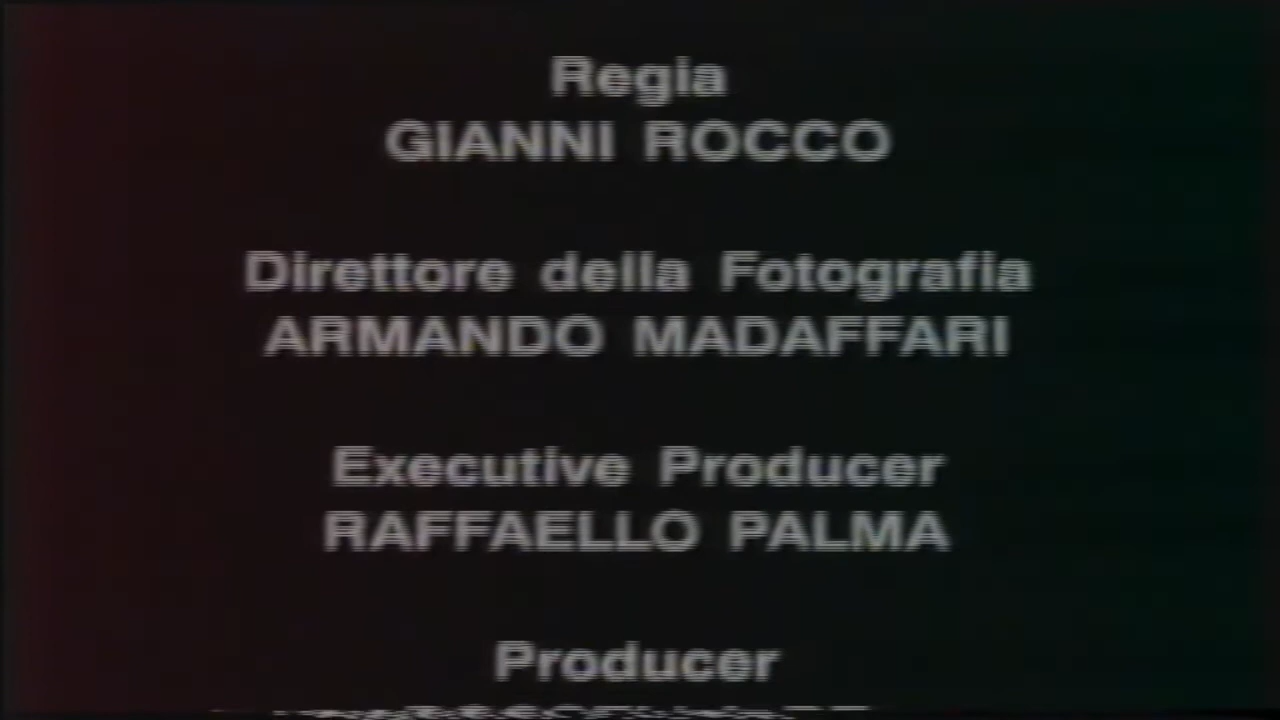 Regia
GIANNI ROCCO
Direttore della Fotografia
ARMANDO MADAFFARI
Executive Producer
RAFFAELLO PALMA
Producer